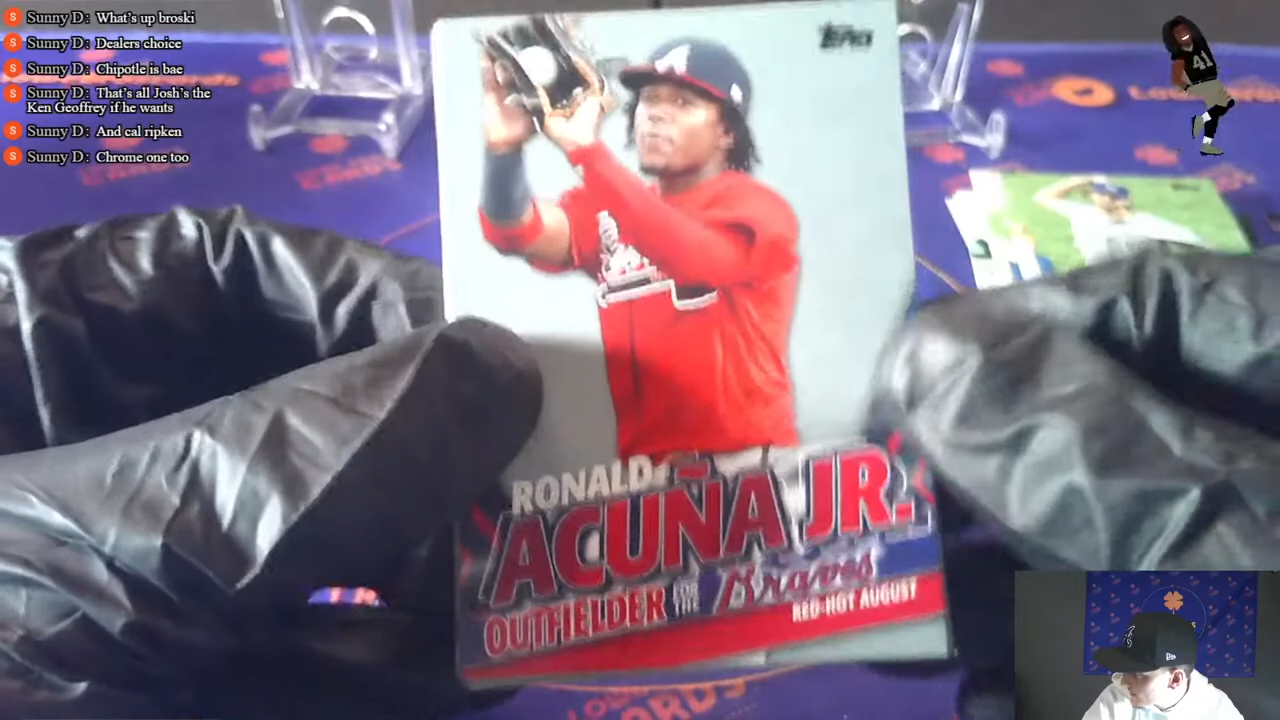 Sunny D: What's up broski
Sunny D: Dealers choice
Sunny D: Chipotle is bae
Sunny D: That's all Josh's the
Ken Geoffrey if he wants
Sunny D: And cal ripken
Sunny D: Chrome one too
Topps
41
RONALD
ACUÑA JR.
OUTFIELDER FOR THE Braves
RED-HOT AUGUST